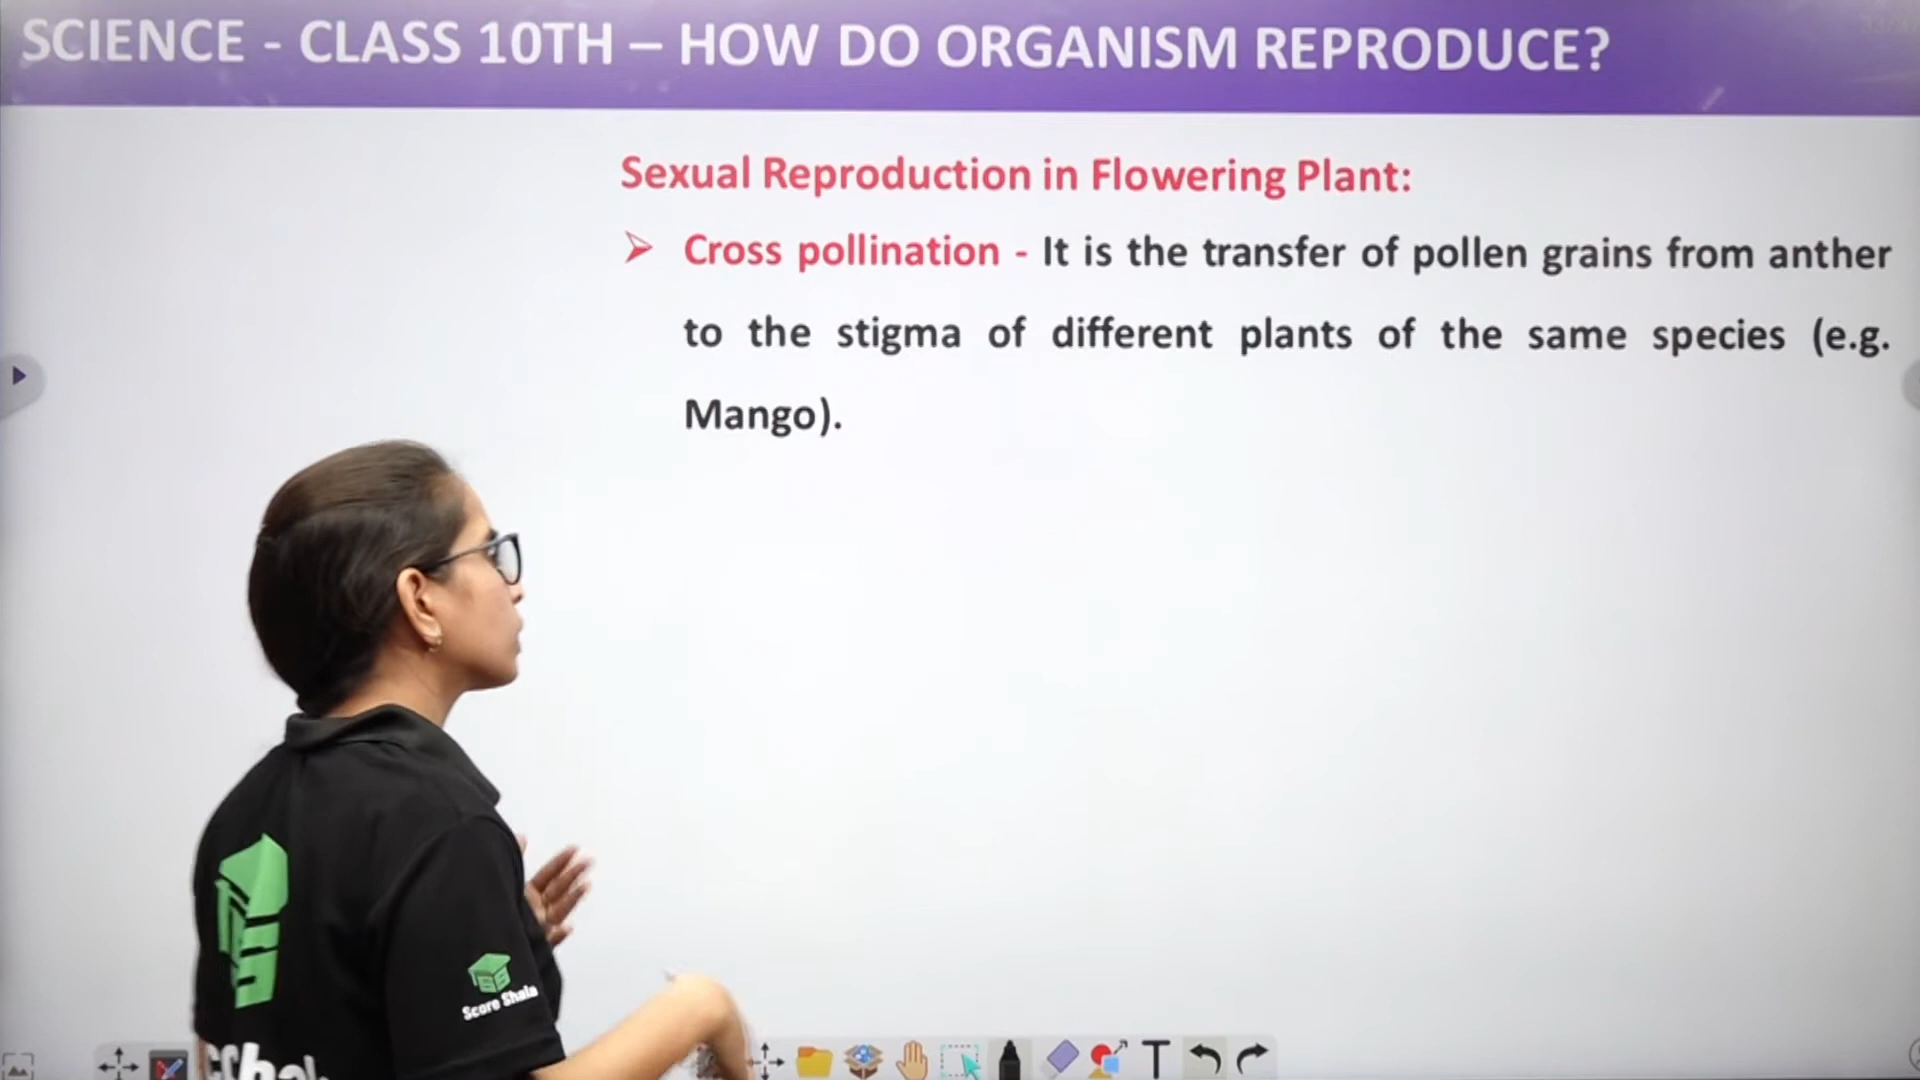 SCIENCE - CLASS 10TH – HOW DO ORGANISM REPRODUCE?
Sexual Reproduction in Flowering Plant:
➢ Cross pollination - It is the transfer of pollen grains from anther
to the stigma of different plants of the same species (e.g.
Mango).
Score Shala